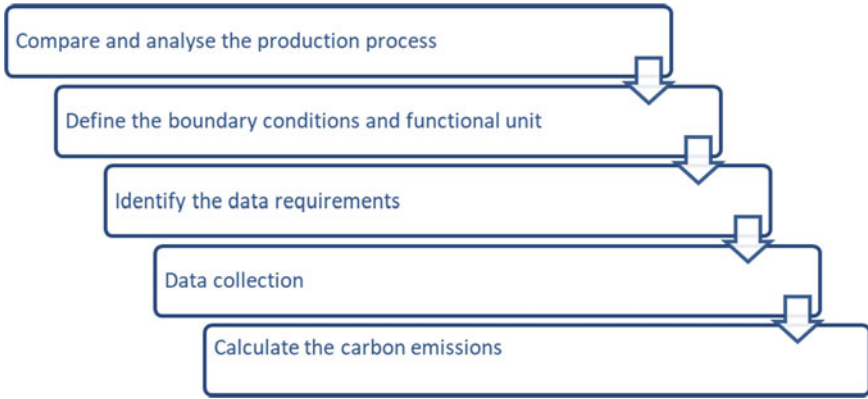 Compare and analyse the production process
Define the boundary conditions and functional unit
Identify the data requirements
Data collection
Calculate the carbon emissions